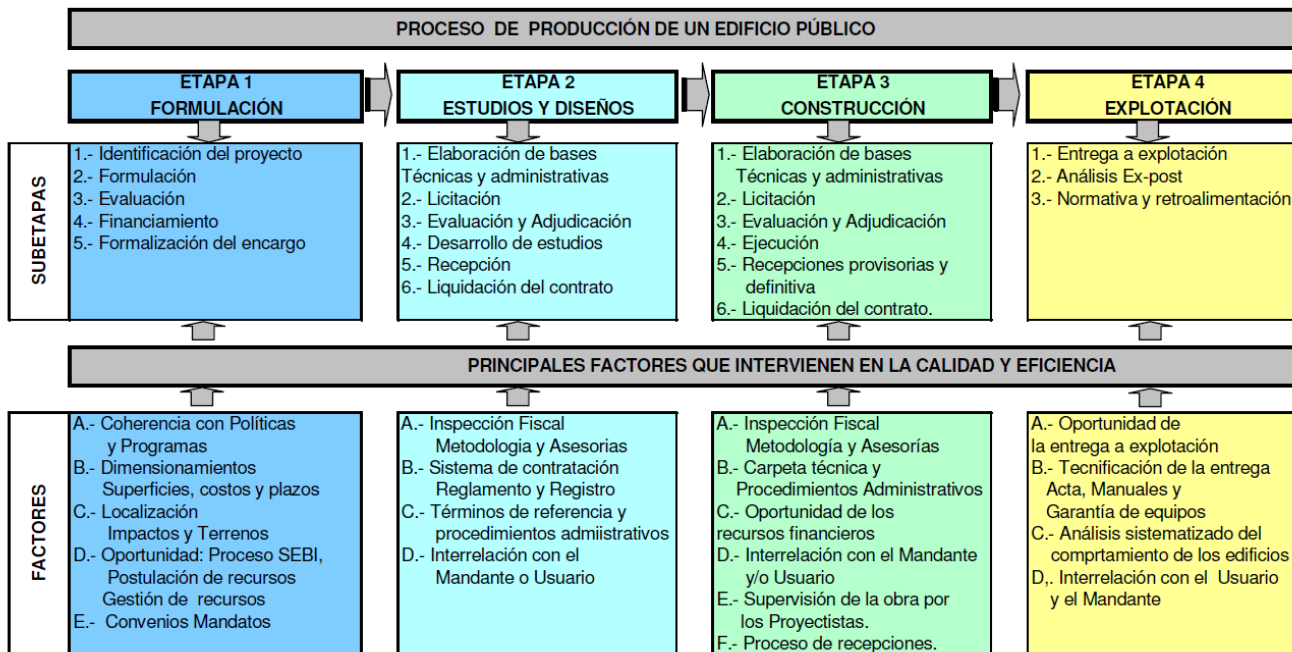 PROCESO DE PRODUCCIÓN DE UN EDIFICIO PÚBLICO
ETAPA 1
FORMULACIÓN
ETAPA 2
ESTUDIOS Y DISEÑOS
ETAPA 3
CONSTRUCCIÓN
ETAPA 4
EXPLOTACIÓN
SUBETAPAS
1.- Identificación del proyecto
2.- Formulación
3.- Evaluación
4.- Financiamiento
5.- Formalización del encargo
1.- Elaboración de bases
Técnicas y administrativas
2.- Licitación
3.- Evaluación y Adjudicación
4.- Desarrollo de estudios
5.- Recepción
6.- Liquidación del contrato
1.- Elaboración de bases
Técnicas y administrativas
2.- Licitación
3.- Evaluación y Adjudicación
4.- Ejecución
5.- Recepciones provisorias y
definitiva
6.- Liquidación del contrato.
1.- Entrega a explotación
2.- Análisis Ex-post
3.- Normativa y retroalimentación
PRINCIPALES FACTORES QUE INTERVIENEN EN LA CALIDAD Y EFICIENCIA
FACTORES
A.- Coherencia con Políticas
y Programas
B.- Dimensionamientos
Superficies, costos y plazos
C.- Localización
Impactos y Terrenos
D.- Oportunidad: Proceso SEBI,
Postulación de recursos
Gestión de recursos
E.- Convenios Mandatos
A.- Inspección Fiscal
Metodologia y Asesorias
B.- Sistema de contratación
Reglamento y Registro
C.- Términos de referencia y
procedimientos admiistrativos
D.- Interrelación con el
Mandante o Usuario
A.- Inspección Fiscal
Metodología y Asesorías
B.- Carpeta técnica y
Procedimientos Administrativos
C.- Oportunidad de los
recursos financieros
D.- Interrelación con el Mandante
y/o Usuario
E.- Supervisión de la obra por
los Proyectistas.
F.- Proceso de recepciones.
A.- Oportunidad de
la entrega a explotación
B.- Tecnificación de la entrega
Acta, Manuales y
Garantía de equipos
C.- Análisis sistematizado del
comprtamiento de los edificios
D,. Interrelación con el Usuario
y el Mandante